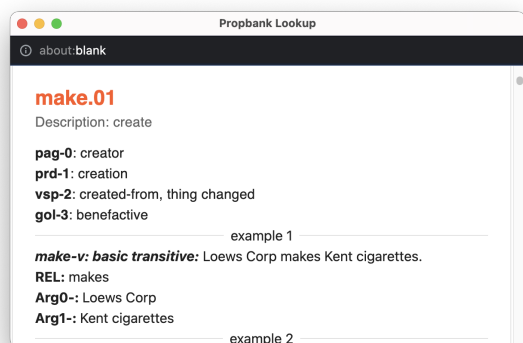 Propbank Lookup
about:blank
make.01
Description: create
pag-0: creator
prd-1: creation
vsp-2: created-from, thing changed
gol-3: benefactive
example 1
make-v: basic transitive: Loews Corp makes Kent cigarettes.
REL: makes
Arg0-: Loews Corp
Arg1-: Kent cigarettes
example 2